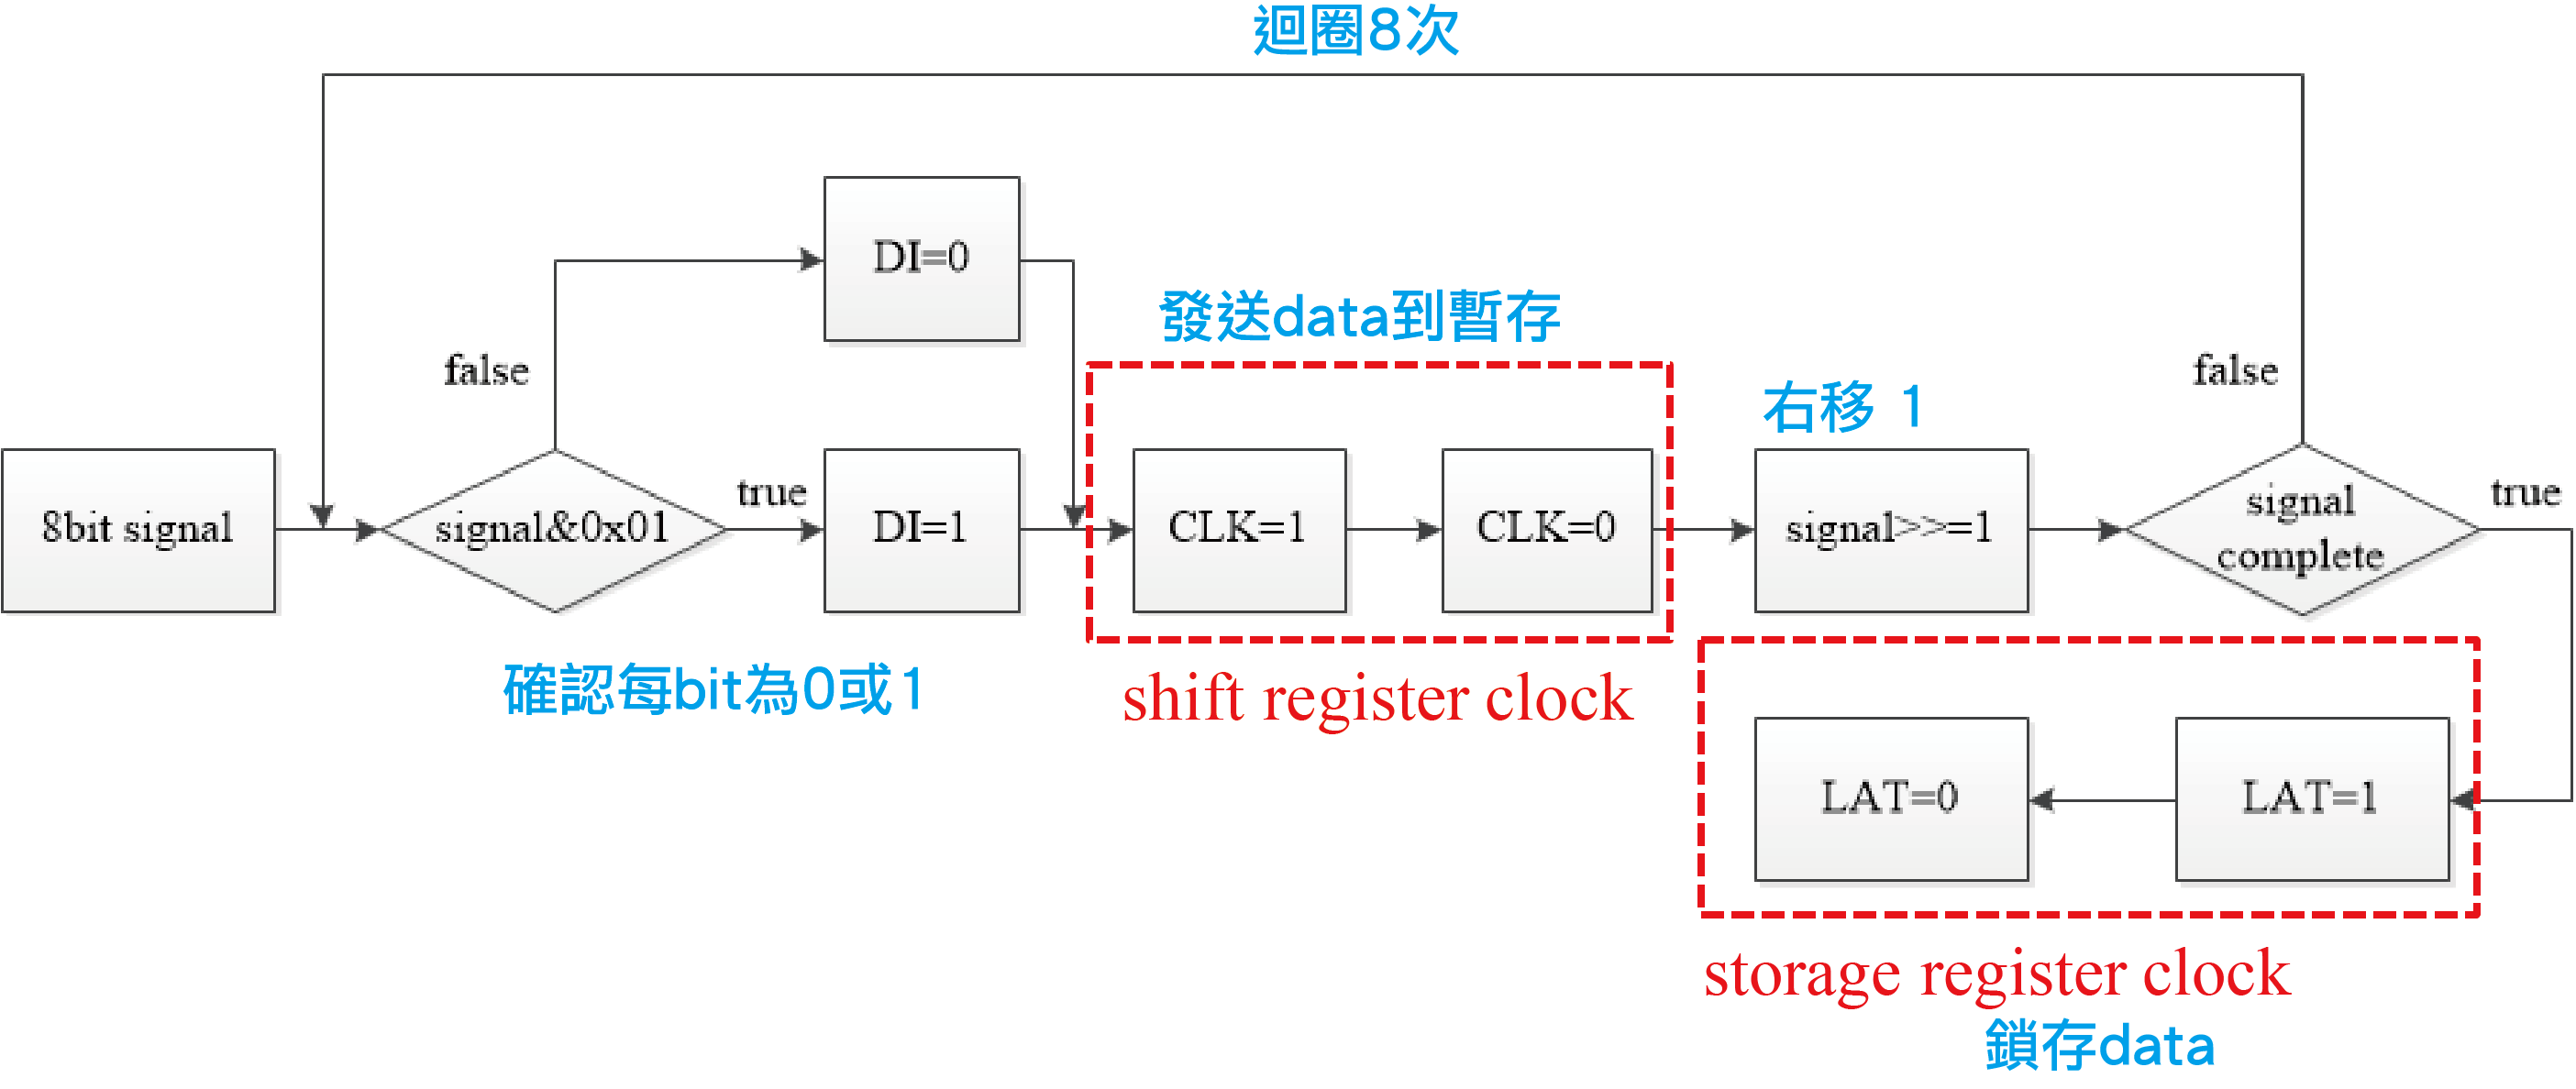 迴圈8次
DI=0
發送data到暫存
false
false
右移 1
8bit signal
signal&0x01
true
DI=1
CLK=1
CLK=0
signal>>=1
signal
complete
true
確認每bit為0或1
shift register clock
LAT=0
LAT=1
storage register clock
鎖存data